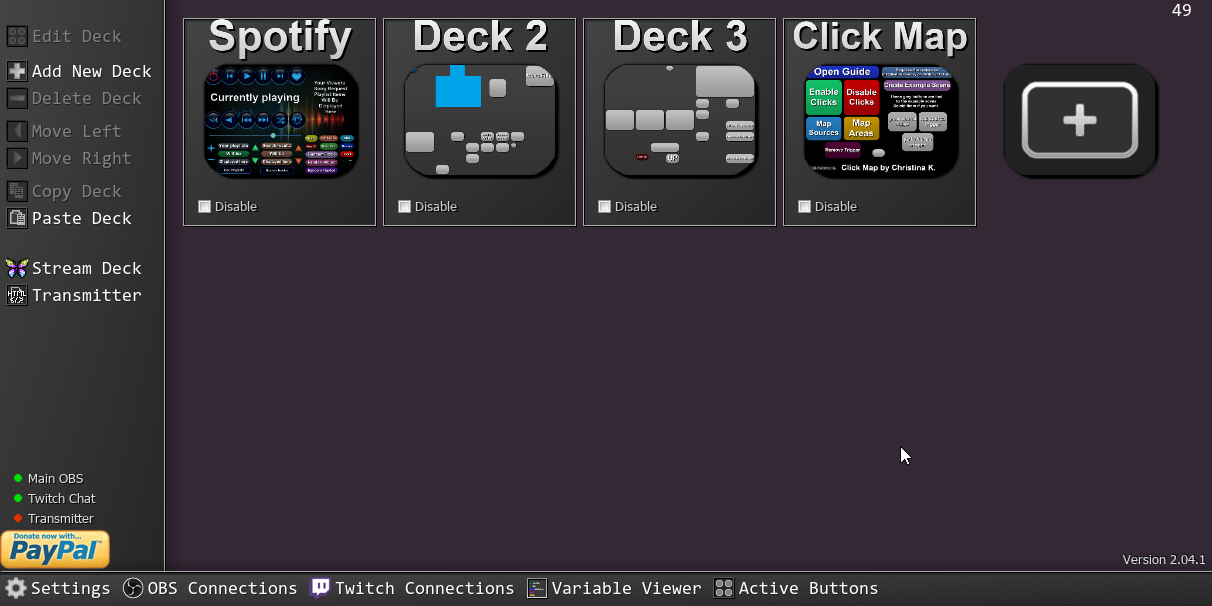 49
Edit Deck
Add New Deck
Delete Deck
Move Left
Move Right
Copy Deck
Paste Deck
Stream Deck
Transmitter
Main OBS
Twitch Chat
Transmitter
Donate now with...
PayPal
Spotify
Currently playing
Your Viewers
Song Request
Playlist Items
Will Be
Displayed
Here
Disable
Deck 2
Disable
Deck 3
UP
Disable
Click Map
Open Guide
Create Example Scene
Enable
Clicks
Disable
Clicks
Map
Sources
Map
Areas
Remove Trigger
Click Map by Christina K.
Disable
Version 2.04.1
Settings
OBS Connections
Twitch Connections
Variable Viewer
Active Buttons